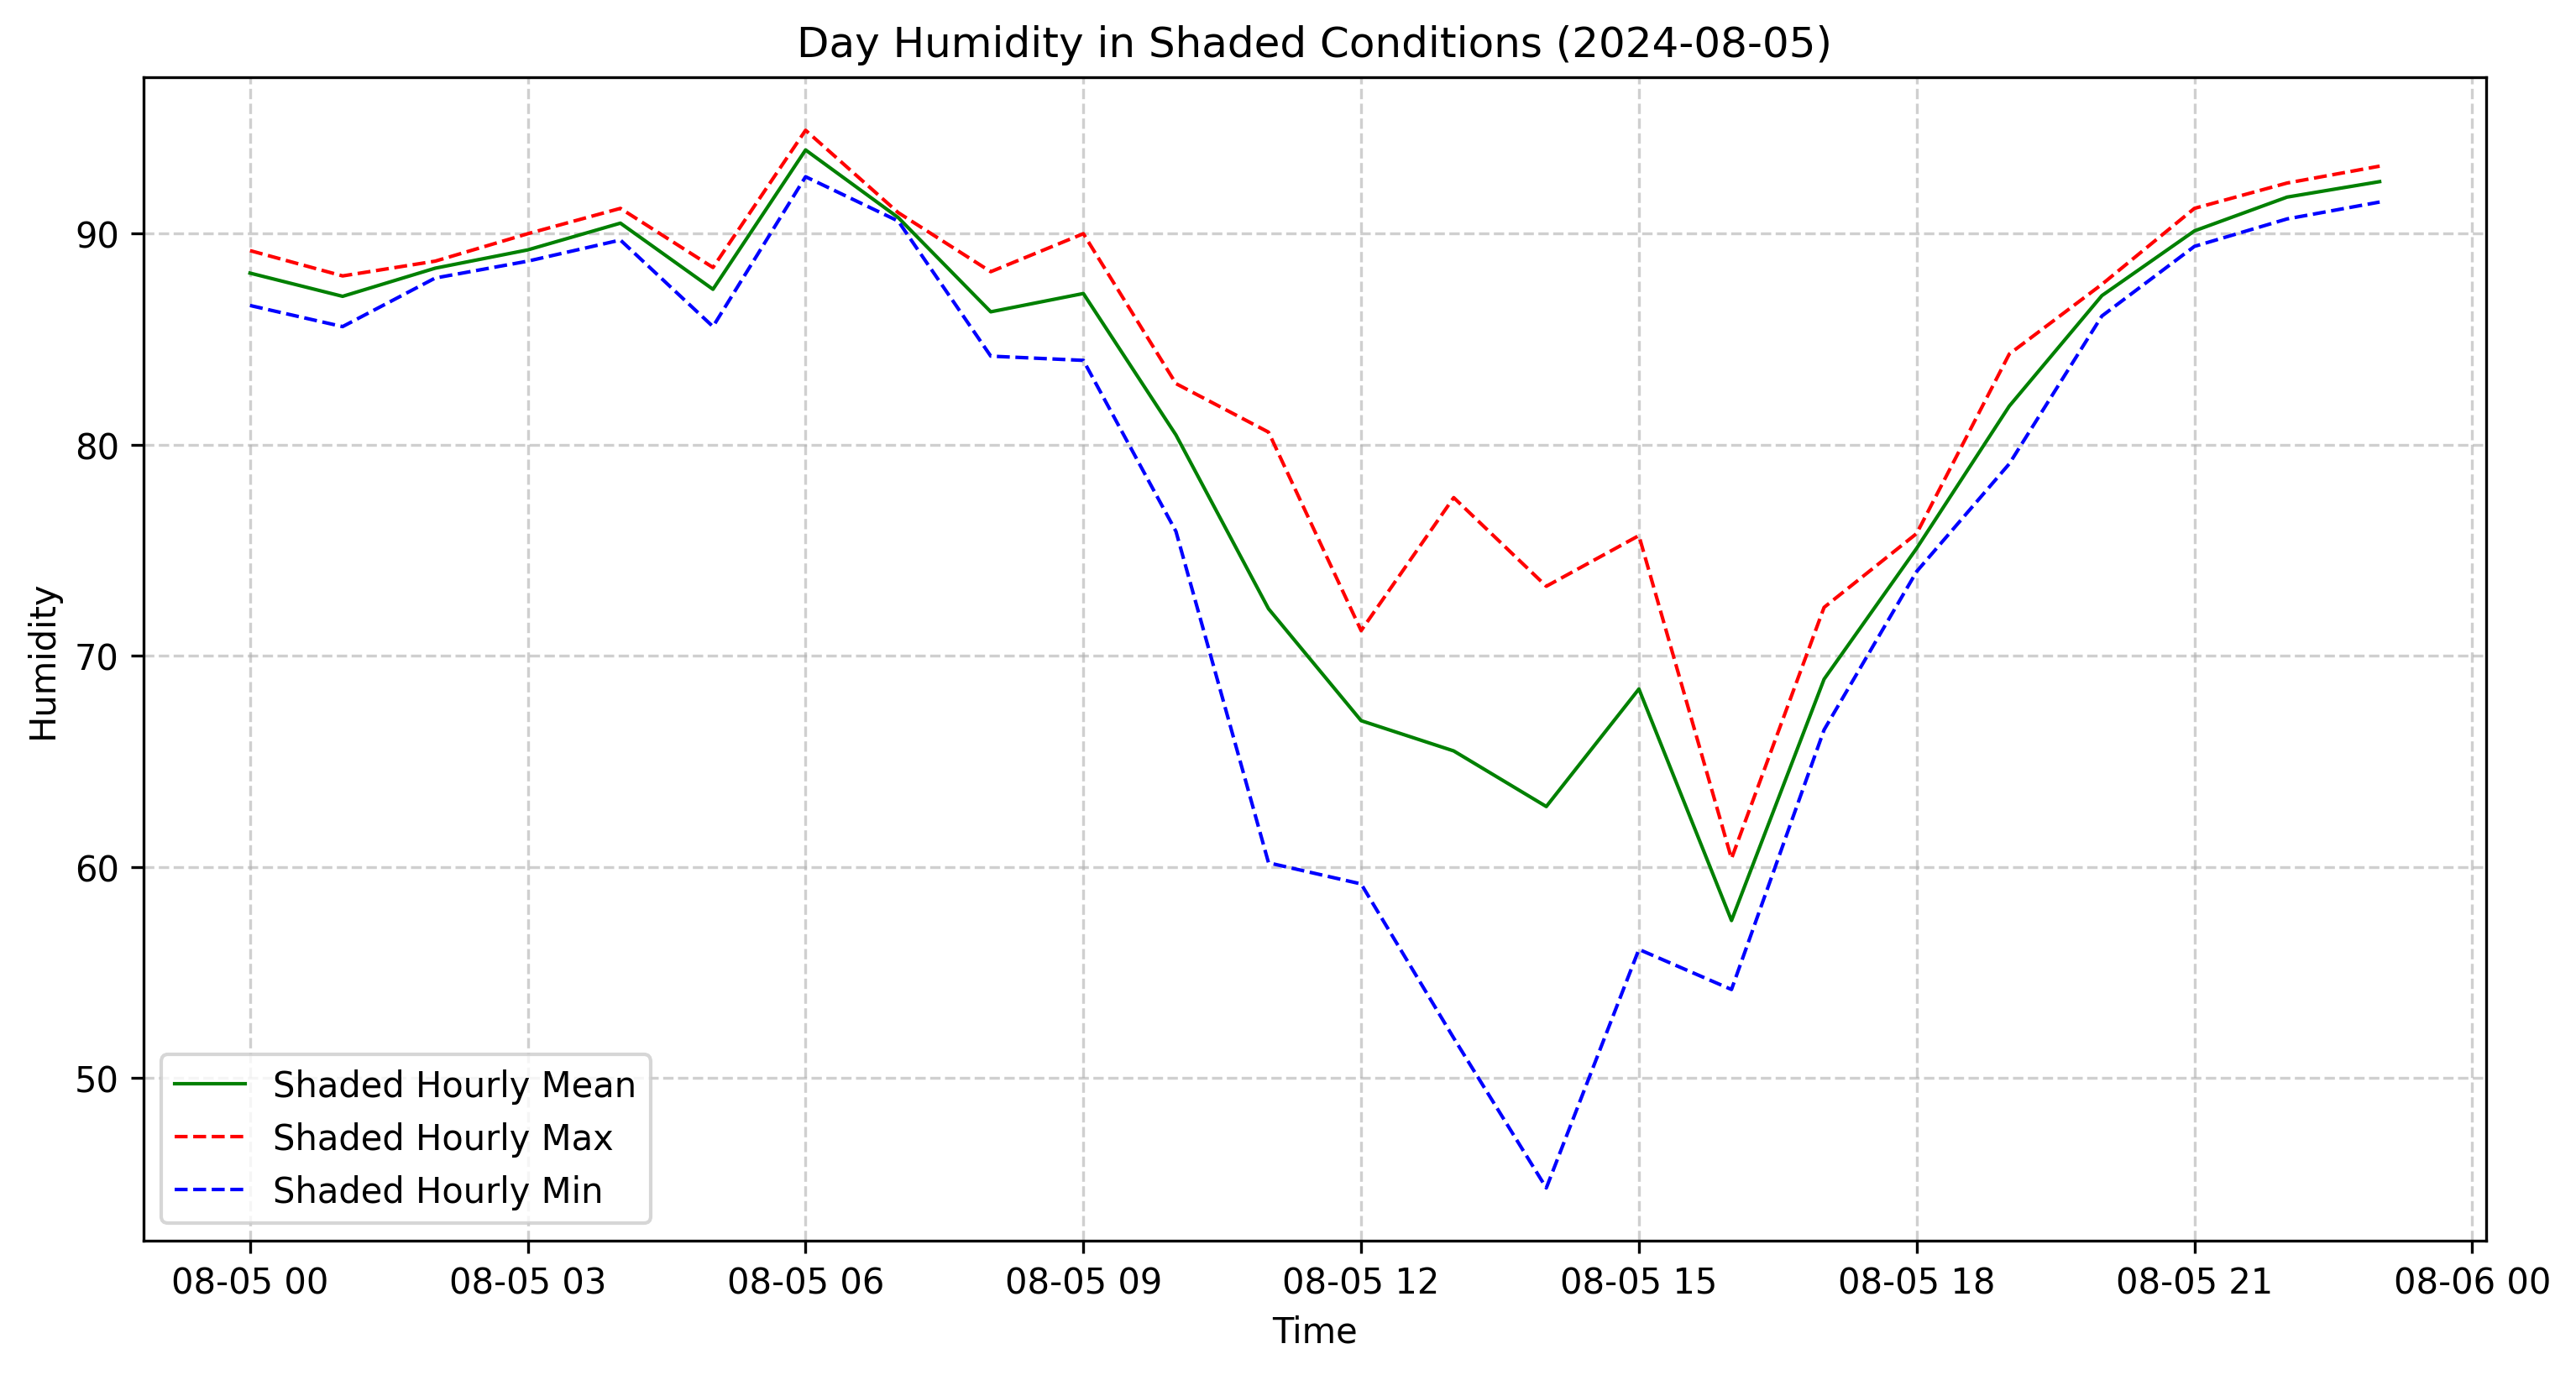 Day Humidity in Shaded Conditions (2024-08-05)
Humidity
90
80
70
60
50
Shaded Hourly Mean
Shaded Hourly Max
Shaded Hourly Min
08-05 00 08-05 03 08-05 06 08-05 09 08-05 12 08-05 15 08-05 18 08-05 21 08-06 00
Time